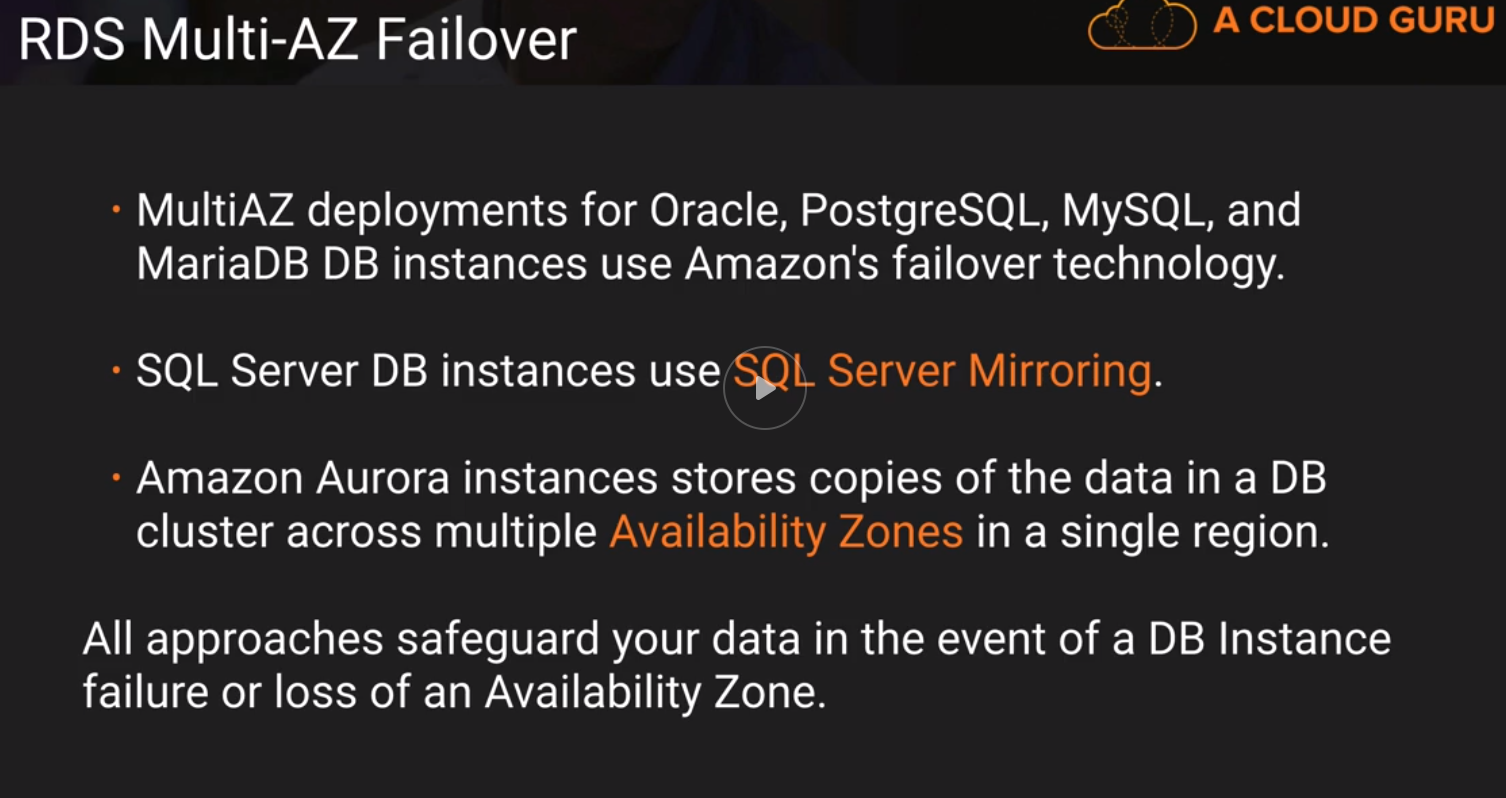 RDS Multi-AZ Failover
A CLOUD GURU
• MultiAZ deployments for Oracle, PostgreSQL, MySQL, and
MariaDB DB instances use Amazon's failover technology.
• SQL Server DB instances use SQL Server Mirroring.
• Amazon Aurora instances stores copies of the data in a DB
cluster across multiple Availability Zones in a single region.
All approaches safeguard your data in the event of a DB Instance
failure or loss of an Availability Zone.